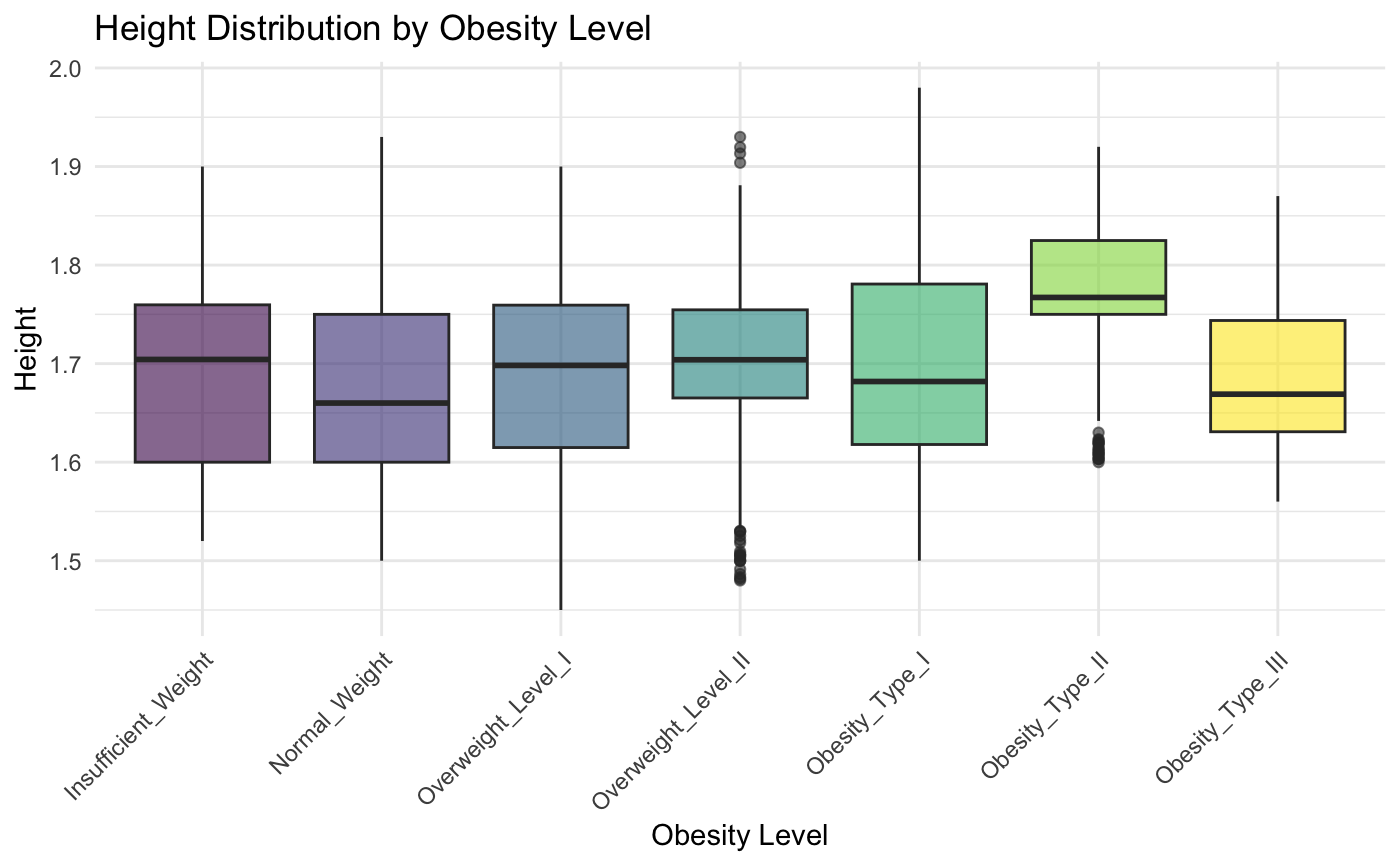 Height Distribution by Obesity Level
2.0
1.9
1.8
1.7
1.6
1.5
Height
Insufficient_Weight
Normal_Weight
Overweight_Level_I
Overweight_Level_II
Obesity_Type_I
Obesity_Type_II
Obesity_Type_III
Obesity Level